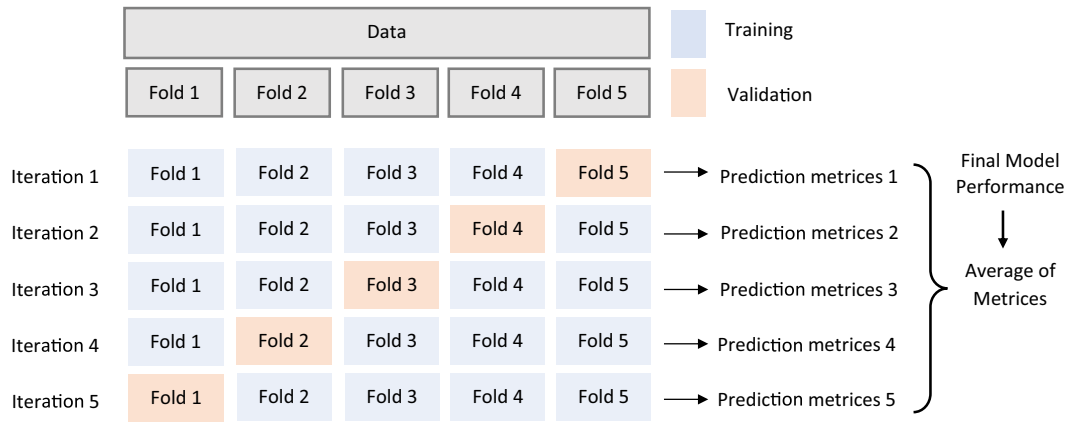 Data
Training
Fold 1 Fold 2 Fold 3 Fold 4 Fold 5
Validation
Iteration 1 Fold 1 Fold 2 Fold 3 Fold 4 Fold 5 Prediction metrices 1
Iteration 2 Fold 1 Fold 2 Fold 3 Fold 4 Fold 5 Prediction metrices 2
Iteration 3 Fold 1 Fold 2 Fold 3 Fold 4 Fold 5 Prediction metrices 3
Iteration 4 Fold 1 Fold 2 Fold 3 Fold 4 Fold 5 Prediction metrices 4
Iteration 5 Fold 1 Fold 2 Fold 3 Fold 4 Fold 5 Prediction metrices 5
Final Model
Performance
Average of
Metrices